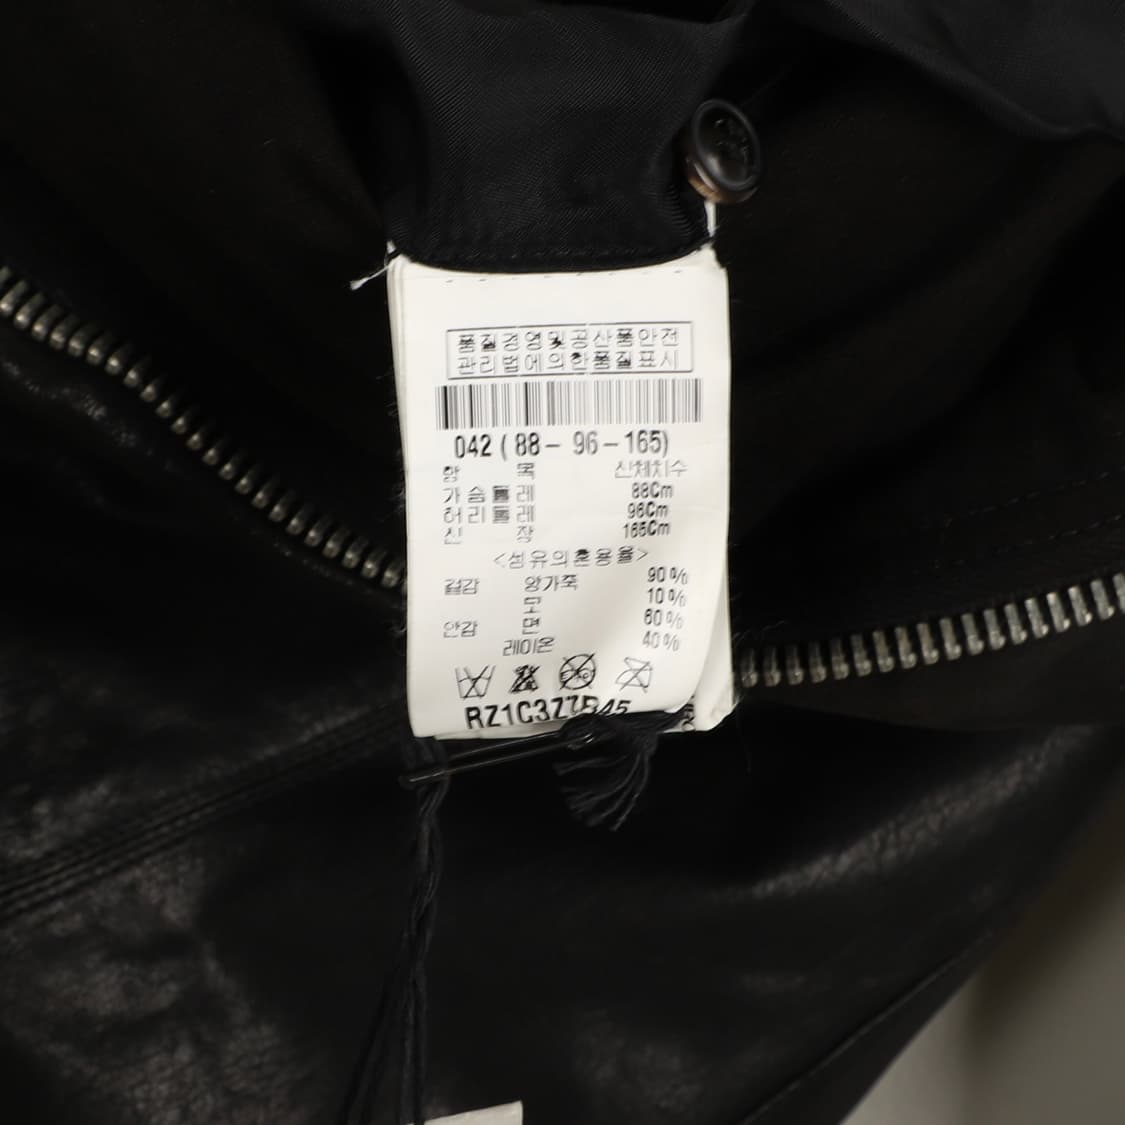 품질경영및공산품안전
관리법에의한품질표시
042 ( 88 - 96 - 165)
항 목 신체치수
가슴둘레 88Cm
허리둘레 96Cm
신 장 165Cm
<섬유의혼용율>
겉감 양가죽 90%
모 10%
안감 면 60%
레이온 40%
RZ1C3Z7B45